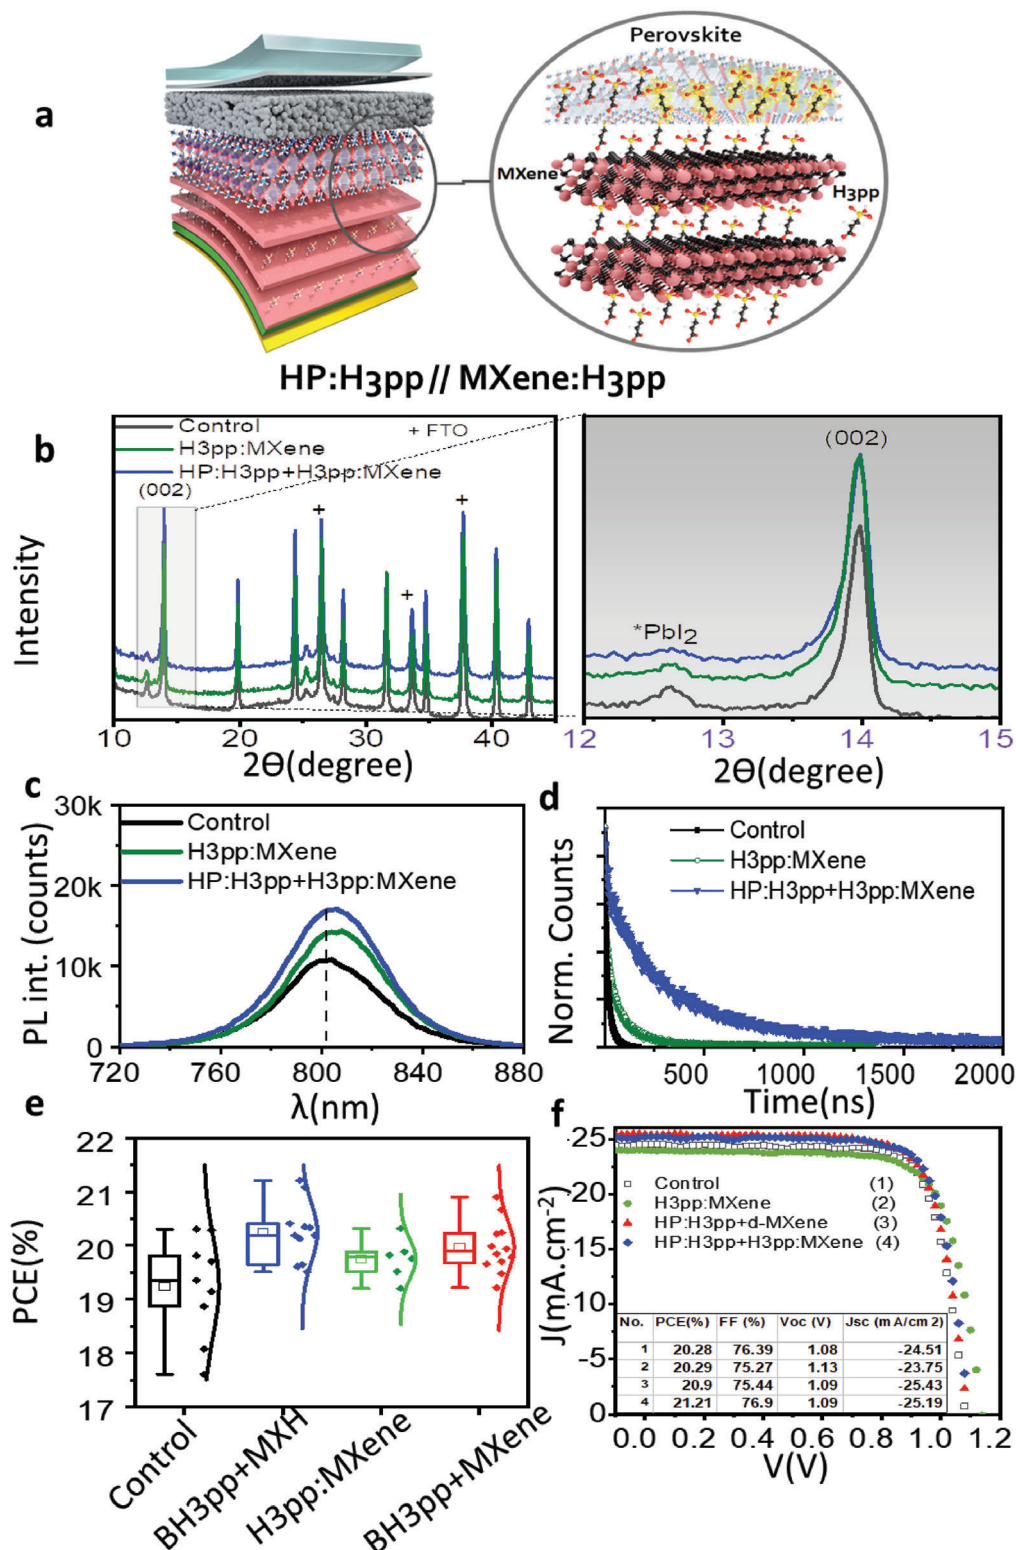 a
Perovskite
MXene
H3pp
HP:H3pp // MXene:H3pp
b
Control
H3pp:MXene
HP:H3pp+H3pp:MXene
+ FTO
(002)
+
+
+
(002)
*PbI2
Intensity
10
20
30
40
12
13
14
15
2Θ(degree)
2Θ(degree)
c
30k
20k
10k
0
PL int. (counts)
Control
H3pp:MXene
HP:H3pp+H3pp:MXene
720
760
800
840
880
λ(nm)
d
Norm. Counts
Control
H3pp:MXene
HP:H3pp+H3pp:MXene
500
1000
1500
2000
Time(ns)
e
22
21
20
19
18
17
PCE(%)
Control
BH3pp+MXH
H3pp:MXene
BH3pp+MXene
f
-25
-20
-15
-10
-5
0
J(mA.cm-2)
Control (1)
H3pp:MXene (2)
HP:H3pp+d-MXene (3)
HP:H3pp+H3pp:MXene (4)
No. PCE(%) FF (%) Voc (V) Jsc (mA/cm 2)
1 20.28 76.39 1.08 -24.51
2 20.29 75.27 1.13 -23.75
3 20.9 75.44 1.09 -25.43
4 21.21 76.9 1.09 -25.19
0.0
0.2
0.4
0.6
0.8
1.0
1.2
V(V)